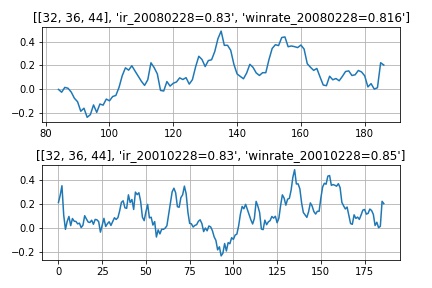 [[32, 36, 44], 'ir_20080228=0.83', 'winrate_20080228=0.816']
0.4
0.2
0.0
−0.2
80 100 120 140 160 180
[[32, 36, 44], 'ir_20010228=0.83', 'winrate_20010228=0.85']
0.4
0.2
0.0
−0.2
0 25 50 75 100 125 150 175